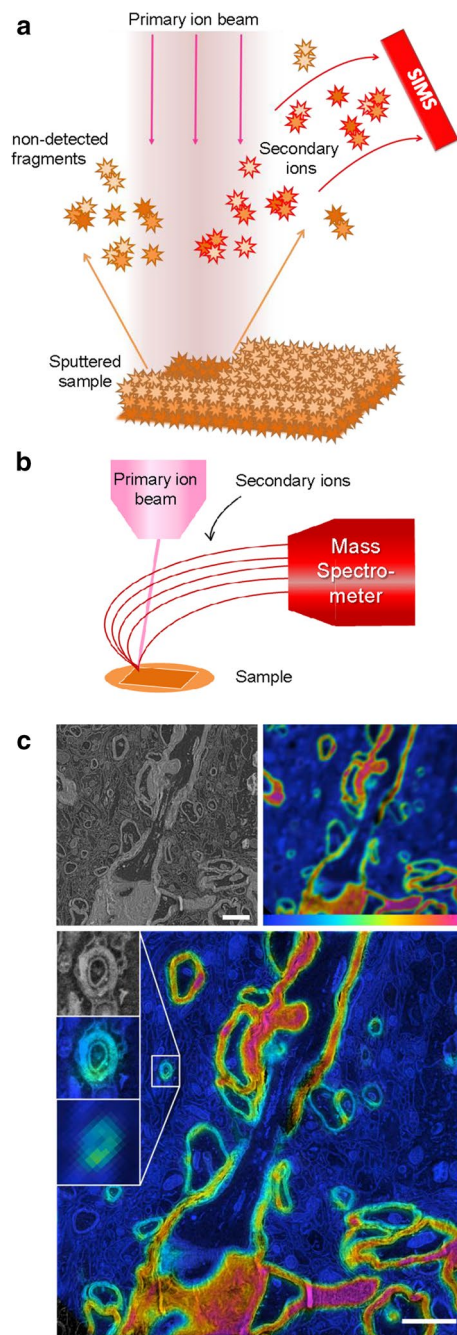 a
Primary ion beam
SIMS
non-detected
fragments
Secondary
ions
Sputtered
sample
b
Primary ion
beam
Secondary ions
Mass
Spectro-
meter
Sample
c